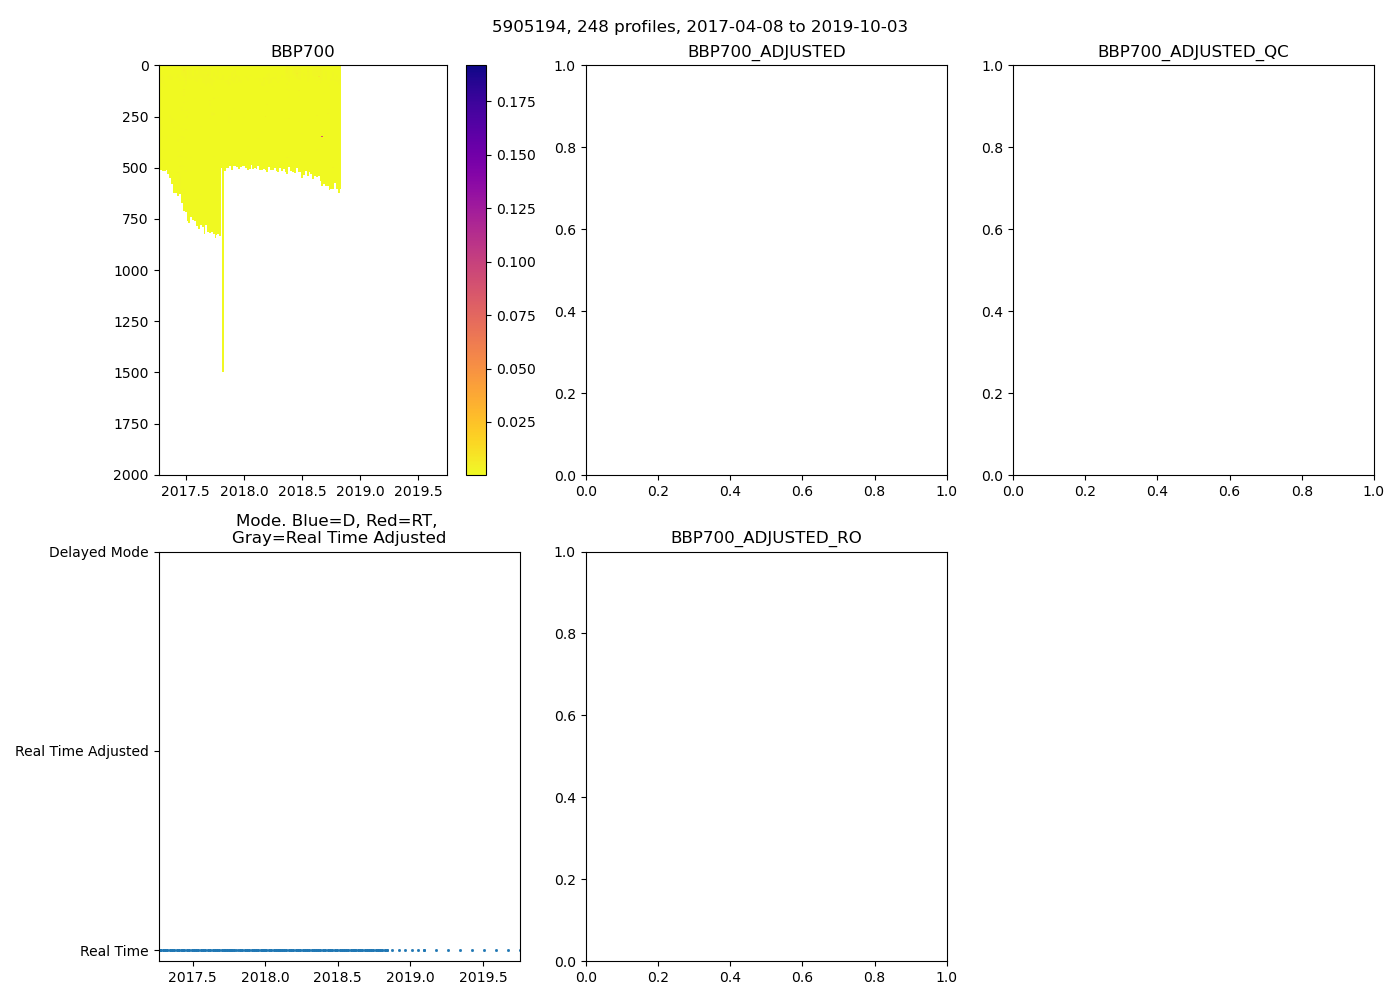 5905194, 248 profiles, 2017-04-08 to 2019-10-03
BBP700
0
250
500
750
1000
1250
1500
1750
2000
2017.5 2018.0 2018.5 2019.0 2019.5
0.175
0.150
0.125
0.100
0.075
0.050
0.025
BBP700_ADJUSTED
1.0
0.8
0.6
0.4
0.2
0.0
0.0 0.2 0.4 0.6 0.8 1.0
BBP700_ADJUSTED_QC
1.0
0.8
0.6
0.4
0.2
0.0
0.0 0.2 0.4 0.6 0.8 1.0
Mode. Blue=D, Red=RT,
Gray=Real Time Adjusted
Delayed Mode
Real Time Adjusted
Real Time
2017.5 2018.0 2018.5 2019.0 2019.5
BBP700_ADJUSTED_RO
1.0
0.8
0.6
0.4
0.2
0.0
0.0 0.2 0.4 0.6 0.8 1.0